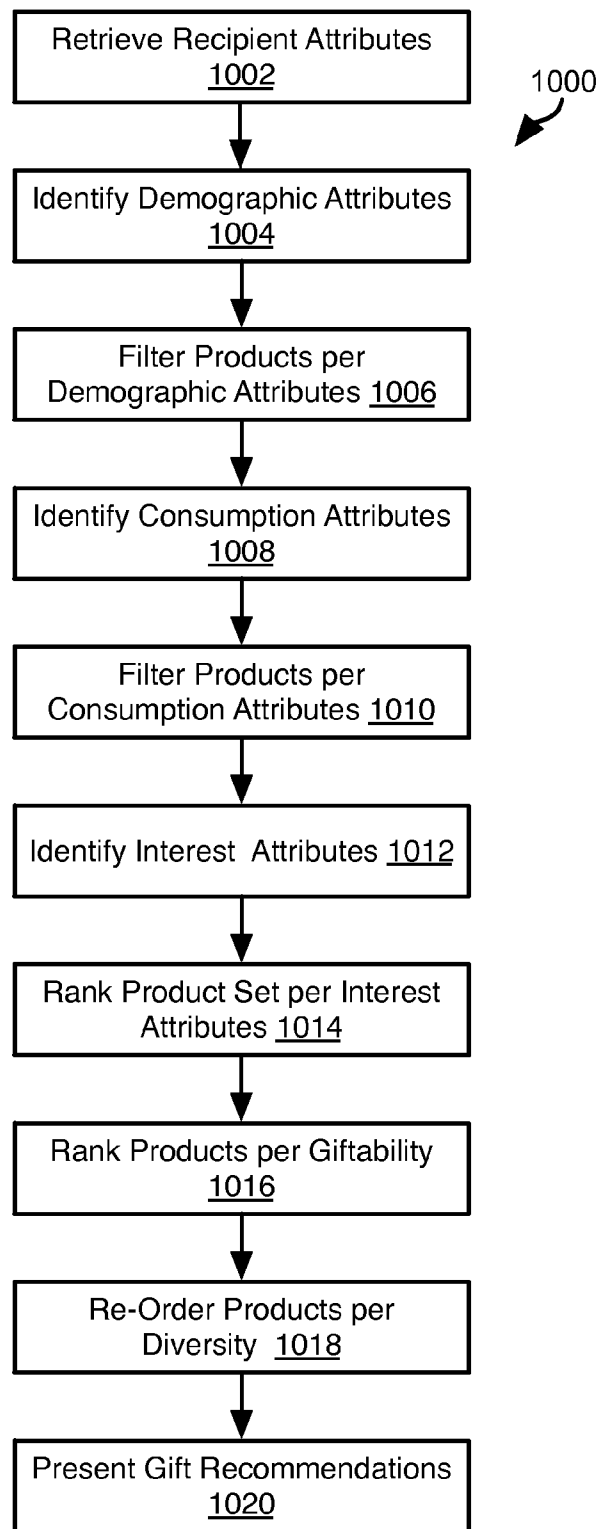 Retrieve Recipient Attributes
1002
1000
Identify Demographic Attributes
1004
Filter Products per
Demographic Attributes 1006
Identify Consumption Attributes
1008
Filter Products per
Consumption Attributes 1010
Identify Interest Attributes 1012
Rank Product Set per Interest
Attributes 1014
Rank Products per Giftability
1016
Re-Order Products per
Diversity 1018
Present Gift Recommendations
1020